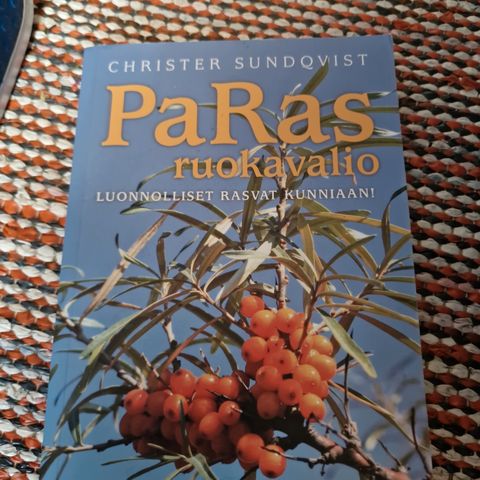 CHRISTER SUNDQVIST
PaRas
ruokavalio
LUONNOLLISET RASVAT KUNNIAAN!